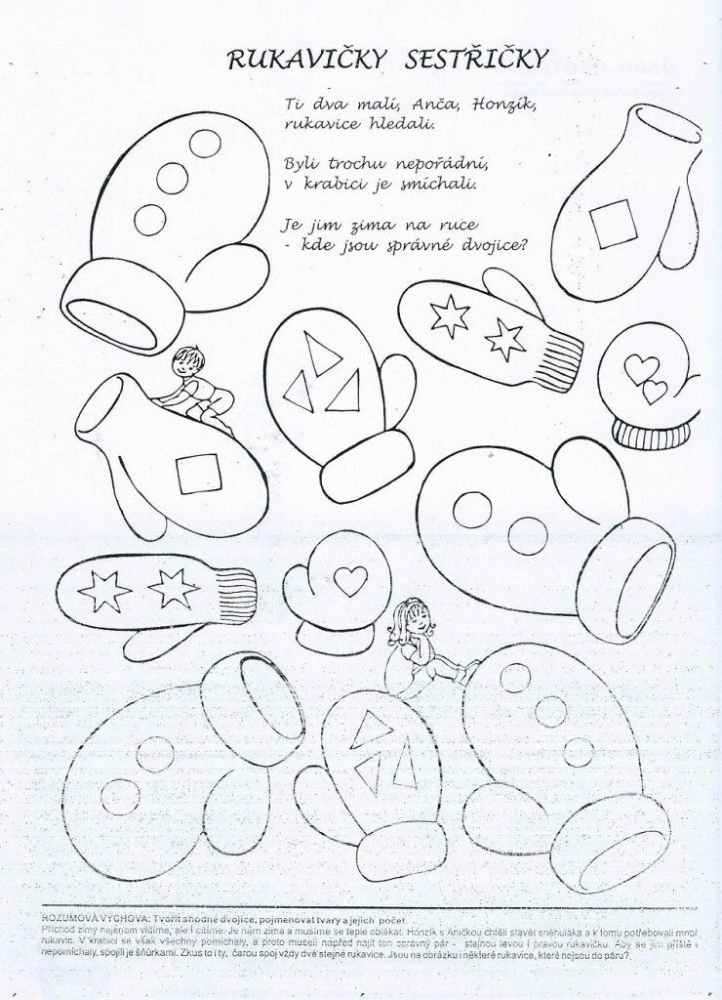 RUKAVIČKY SESTŘIČKY
Ti dva malí, Anča, Honzík,
rukavice hledali.
Byli trochu nepořádní,
v krabici je smíchali.
Je jim zima na ruce
- kde jsou správné dvojice?
ROZUMOVÁ VÝCHOVA: Tvořit shodné dvojice, pojmenovat tvary a jejich počet.
Příchod zimy nejenom vidíme, ale i cítíme. Je nám zima a musíme se teple oblékat. Honzík s Aničkou chtěli stavět sněhuláka a k tomu potřebovali mnoh
rukavic. V krabici se však všechny pomíchaly, a proto museli napřed najít ten správný pár - stejnou levou i pravou rukavičku. Aby se jim příště
nepomíchaly, spojili je šňůrkami. Zkus to i ty, čarou spoj vždy dvě stejné rukavice. Jsou na obrázku i některé rukavice, které nejsou do páru?